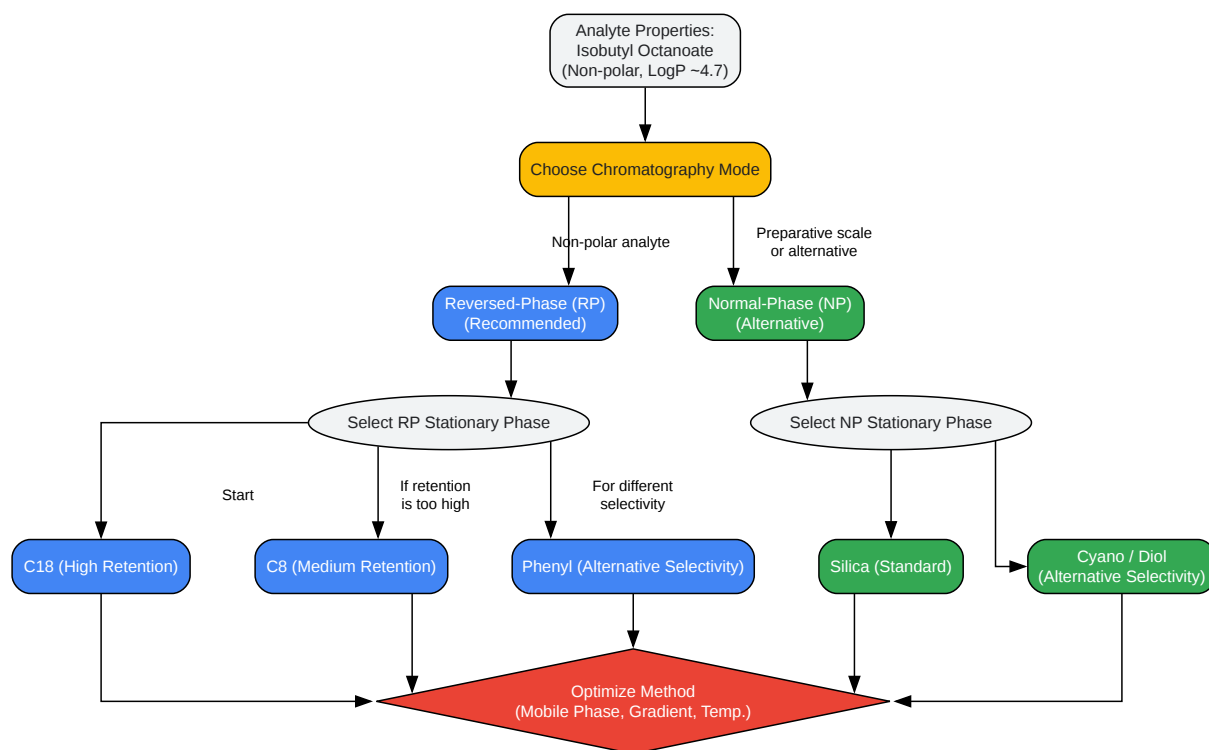 Analyte Properties:
Isobutyl Octanoate
(Non-polar, LogP ~4.7)
Choose Chromatography Mode
Non-polar analyte
Preparative scale
or alternative
Reversed-Phase (RP)
(Recommended)
Normal-Phase (NP)
(Alternative)
Select RP Stationary Phase
Select NP Stationary Phase
Start
If retention
is too high
For different
selectivity
C18 (High Retention)
C8 (Medium Retention)
Phenyl (Alternative Selectivity)
Silica (Standard)
Cyano / Diol
(Alternative Selectivity)
Optimize Method
(Mobile Phase, Gradient, Temp.)